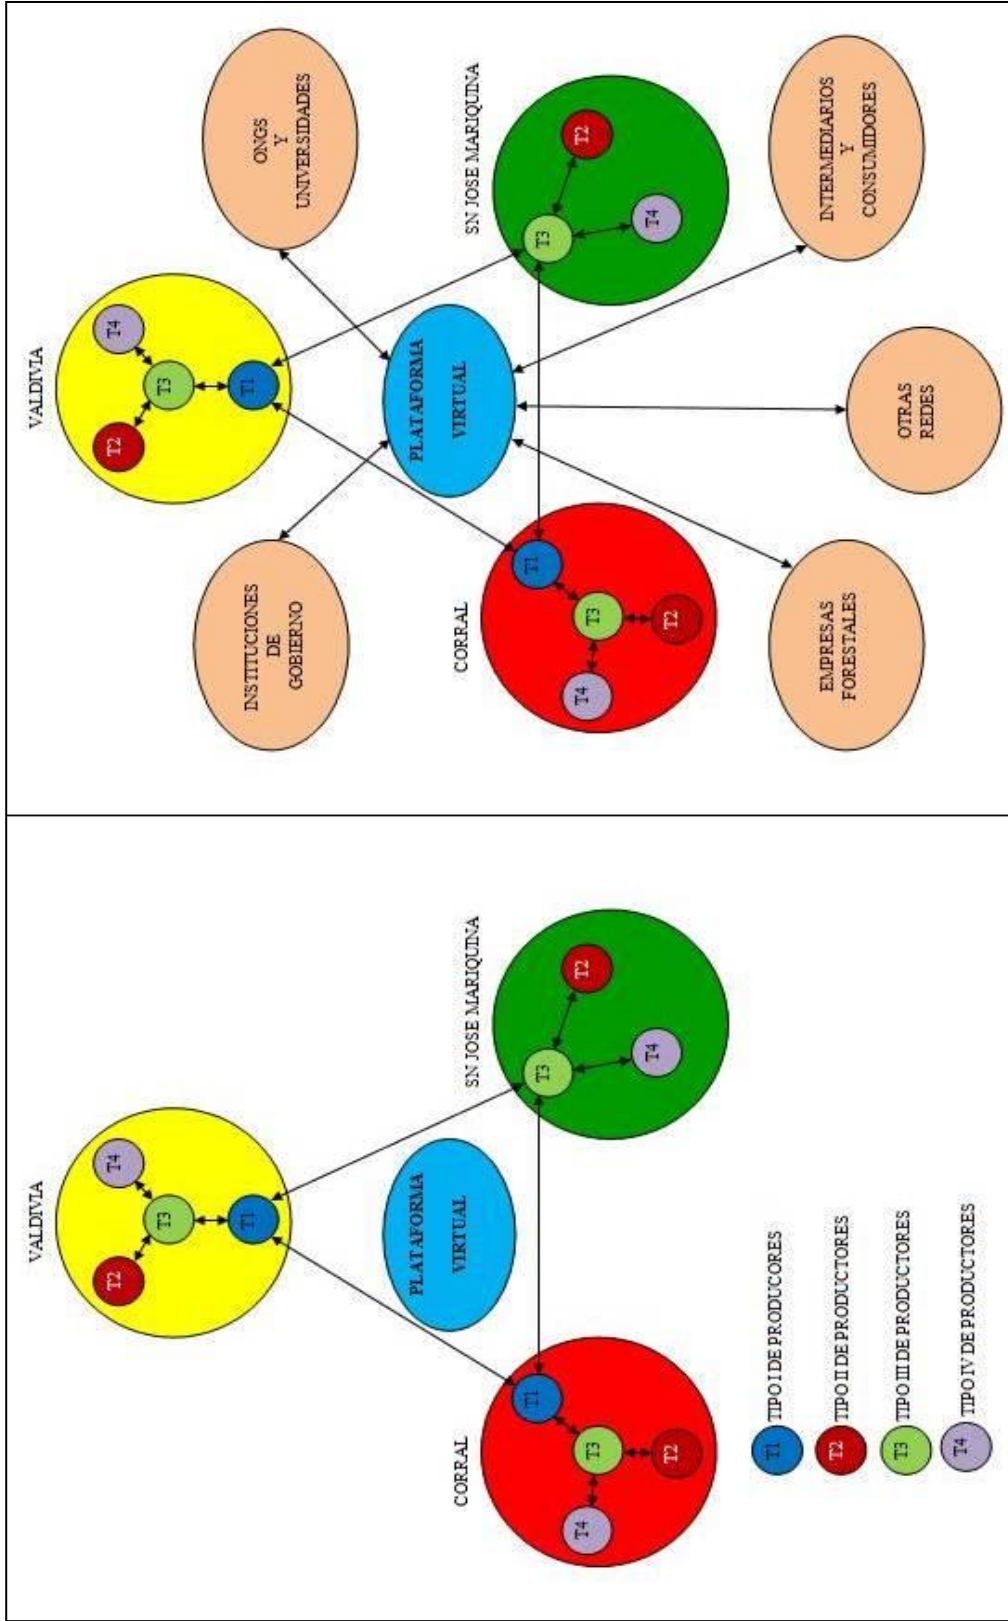 VALDIVIA
T2
T4
T3
T1
PLATAFORMA
VIRTUAL
CORRAL
T1
T4
T3
T2
SN JOSE MARIQUINA
T3
T2
T4
T1 TIPO I DE PRODUCORES
T2 TIPO II DE PRODUCTORES
T3 TIPO III DE PRODUCTORES
T4 TIPO IV DE PRODUCTORES
VALDIVIA
T2
T4
T3
T1
INSTITUCIONES
DE
GOBIERNO
ONGS
Y
UNIVERSIDADES
PLATAFORMA
VIRTUAL
CORRAL
T1
T4
T3
T2
SN JOSE MARIQUINA
T3
T2
T4
EMPRESAS
FORESTALES
OTRAS
REDES
INTERMEDIARIOS
Y
CONSUMIDORES